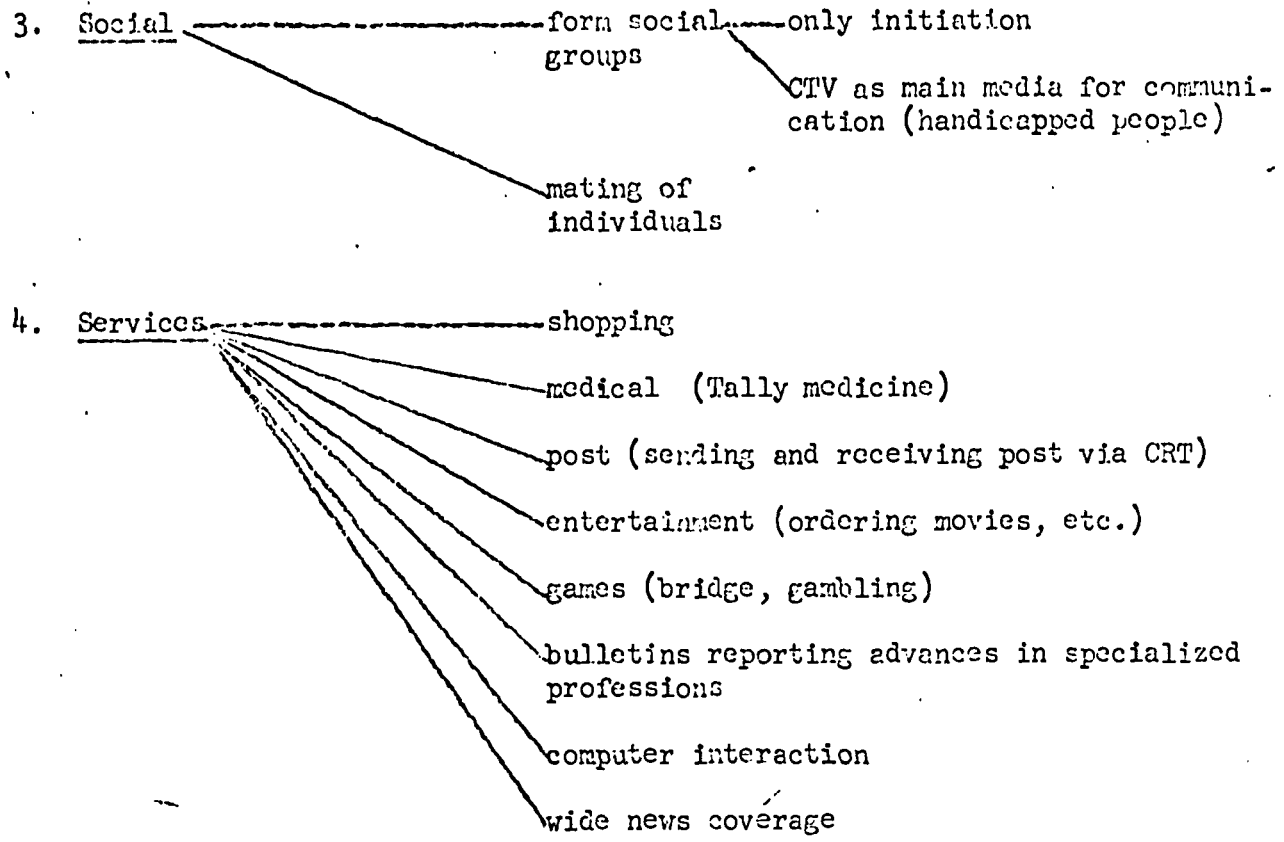 3. Social form social only initiation
groups
CTV as main media for communi-
cation (handicapped people)
mating of
individuals
4. Services shopping
medical (Tally medicine)
post (sending and receiving post via CRT)
entertainment (ordering movies, etc.)
games (bridge, gambling)
bulletins reporting advances in specialized
professions
computer interaction
wide news coverage